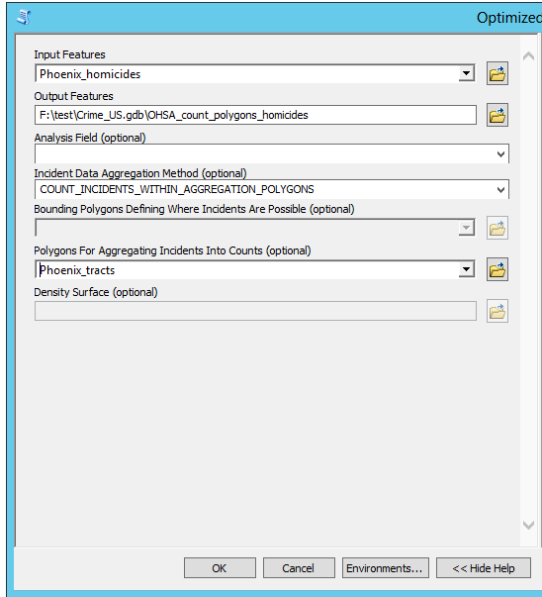 Optimized
Input Features
Phoenix_homicides
Output Features
F:\test\Crime_US.gdb\OHSA_count_polygons_homicides
Analysis Field (optional)
Incident Data Aggregation Method (optional)
COUNT_INCIDENTS_WITHIN_AGGREGATION_POLYGONS
Bounding Polygons Defining Where Incidents Are Possible (optional)
Polygons For Aggregating Incidents Into Counts (optional)
Phoenix_tracts
Density Surface (optional)
OK Cancel Environments... << Hide Help